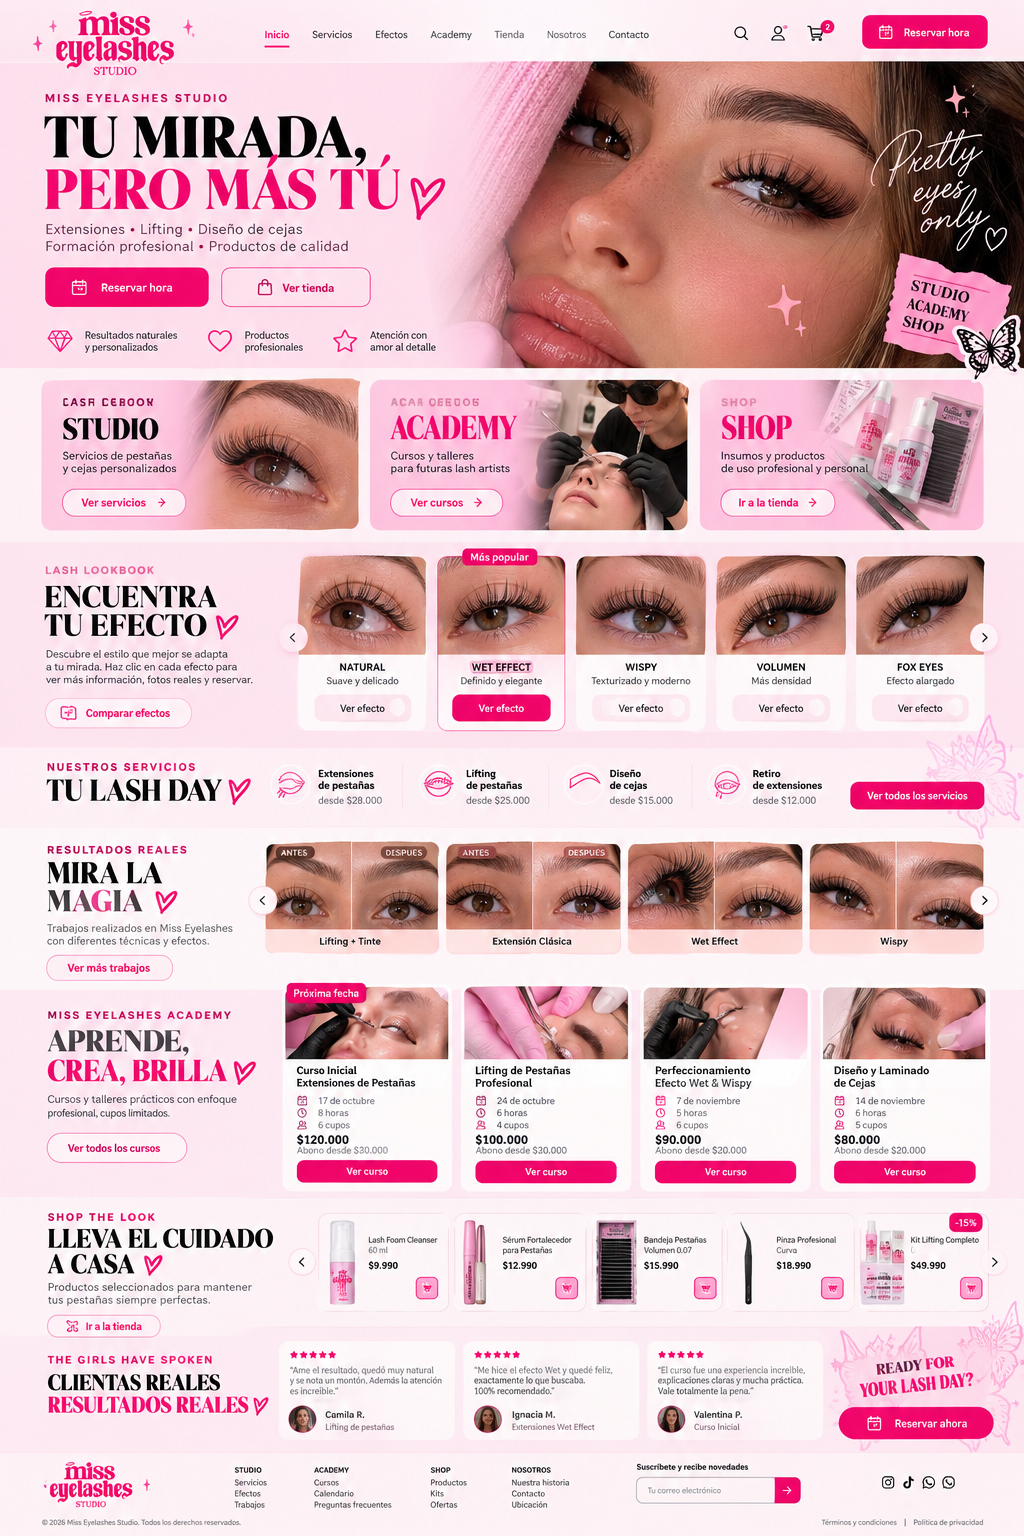 miss
eyelashes
STUDIO
Inicio
Servicios
Efectos
Academy
Tienda
Nosotros
Contacto
2
Reservar hora
MISS EYELASHES STUDIO
TU MIRADA,
PERO MÁS TÚ
Extensiones • Lifting • Diseño de cejas
Formación profesional • Productos de calidad
Reservar hora
Ver tienda
Resultados naturales
y personalizados
Productos
profesionales
Atención con
amor al detalle
Pretty
eyes
only
STUDIO
ACADEMY
SHOP
STUDIO
Servicios de pestañas
y cejas personalizados
Ver servicios →
ACADEMY
Cursos y talleres
para futuras lash artists
Ver cursos →
SHOP
SHOP
Insumos y productos
de uso profesional y personal
Ir a la tienda →
LASH LOOKBOOK
ENCUENTRA
TU EFECTO
Descubre el estilo que mejor se adapta
a tu mirada. Haz clic en cada efecto para
ver más información, fotos reales y reservar.
Comparar efectos
NATURAL
Suave y delicado
Ver efecto
Más popular
WET EFFECT
Definido y elegante
Ver efecto
WISPY
Texturizado y moderno
Ver efecto
VOLUMEN
Más densidad
Ver efecto
FOX EYES
Efecto alargado
Ver efecto
NUESTROS SERVICIOS
TU LASH DAY
Extensiones
de pestañas
desde $28.000
Lifting
de pestañas
desde $25.000
Diseño
de cejas
desde $15.000
Retiro
de extensiones
desde $12.000
Ver todos los servicios
RESULTADOS REALES
MIRA LA
MAGIA
Trabajos realizados en Miss Eyelashes
con diferentes técnicas y efectos.
Ver más trabajos
ANTES
DESPUES
Lifting + Tinte
ANTES
DESPUES
Extensión Clásica
Wet Effect
Wispy
MISS EYELASHES ACADEMY
APRENDE,
CREA, BRILLA
Cursos y talleres prácticos con enfoque
profesional, cupos limitados.
Ver todos los cursos
Próxima fecha
Curso Inicial
Extensiones de Pestañas
17 de octubre
8 horas
6 cupos
$120.000
Abono desde $30.000
Ver curso
Lifting de Pestañas
Profesional
24 de octubre
6 horas
4 cupos
$100.000
Abono desde $30.000
Ver curso
Perfeccionamiento
Efecto Wet & Wispy
7 de noviembre
5 horas
6 cupos
$90.000
Abono desde $20.000
Ver curso
Diseño y Laminado
de Cejas
14 de noviembre
6 horas
5 cupos
$80.000
Abono desde $20.000
Ver curso
SHOP THE LOOK
LLEVA EL CUIDADO
A CASA
Productos seleccionados para mantener
tus pestañas siempre perfectas.
Ir a la tienda
Lash Foam Cleanser
60 ml
$9.990
Sérum Fortalecedor
para Pestañas
$12.990
Bandeja Pestañas
Volumen 0.07
$15.990
Pinza Profesional
Curva
$18.990
-15%
Kit Lifting Completo
$49.990
THE GIRLS HAVE SPOKEN
CLIENTAS REALES
RESULTADOS REALES
"Ame el resultado, quedó muy natural
y se nota un montón. Además la atención
es increíble."
Camila R.
Lifting de pestañas
"Me hice el efecto Wet y quedé feliz,
exactamente lo que buscaba.
100% recomendado."
Ignacia M.
Extensiones Wet Effect
"El curso fue una experiencia increíble,
explicaciones claras y mucha práctica.
Vale totalmente la pena."
Valentina P.
Curso Inicial
READY FOR
YOUR LASH DAY?
Reservar ahora
miss
eyelashes
STUDIO
STUDIO
Servicios
Efectos
Trabajos
ACADEMY
Cursos
Calendario
Preguntas frecuentes
SHOP
Productos
Kits
Ofertas
NOSOTROS
Nuestra historia
Contacto
Ubicación
Suscríbete y recibe novedades
Tu correo electrónico
© 2026 Miss Eyelashes Studio. Todos los derechos reservados.
Términos y condiciones | Política de privacidad